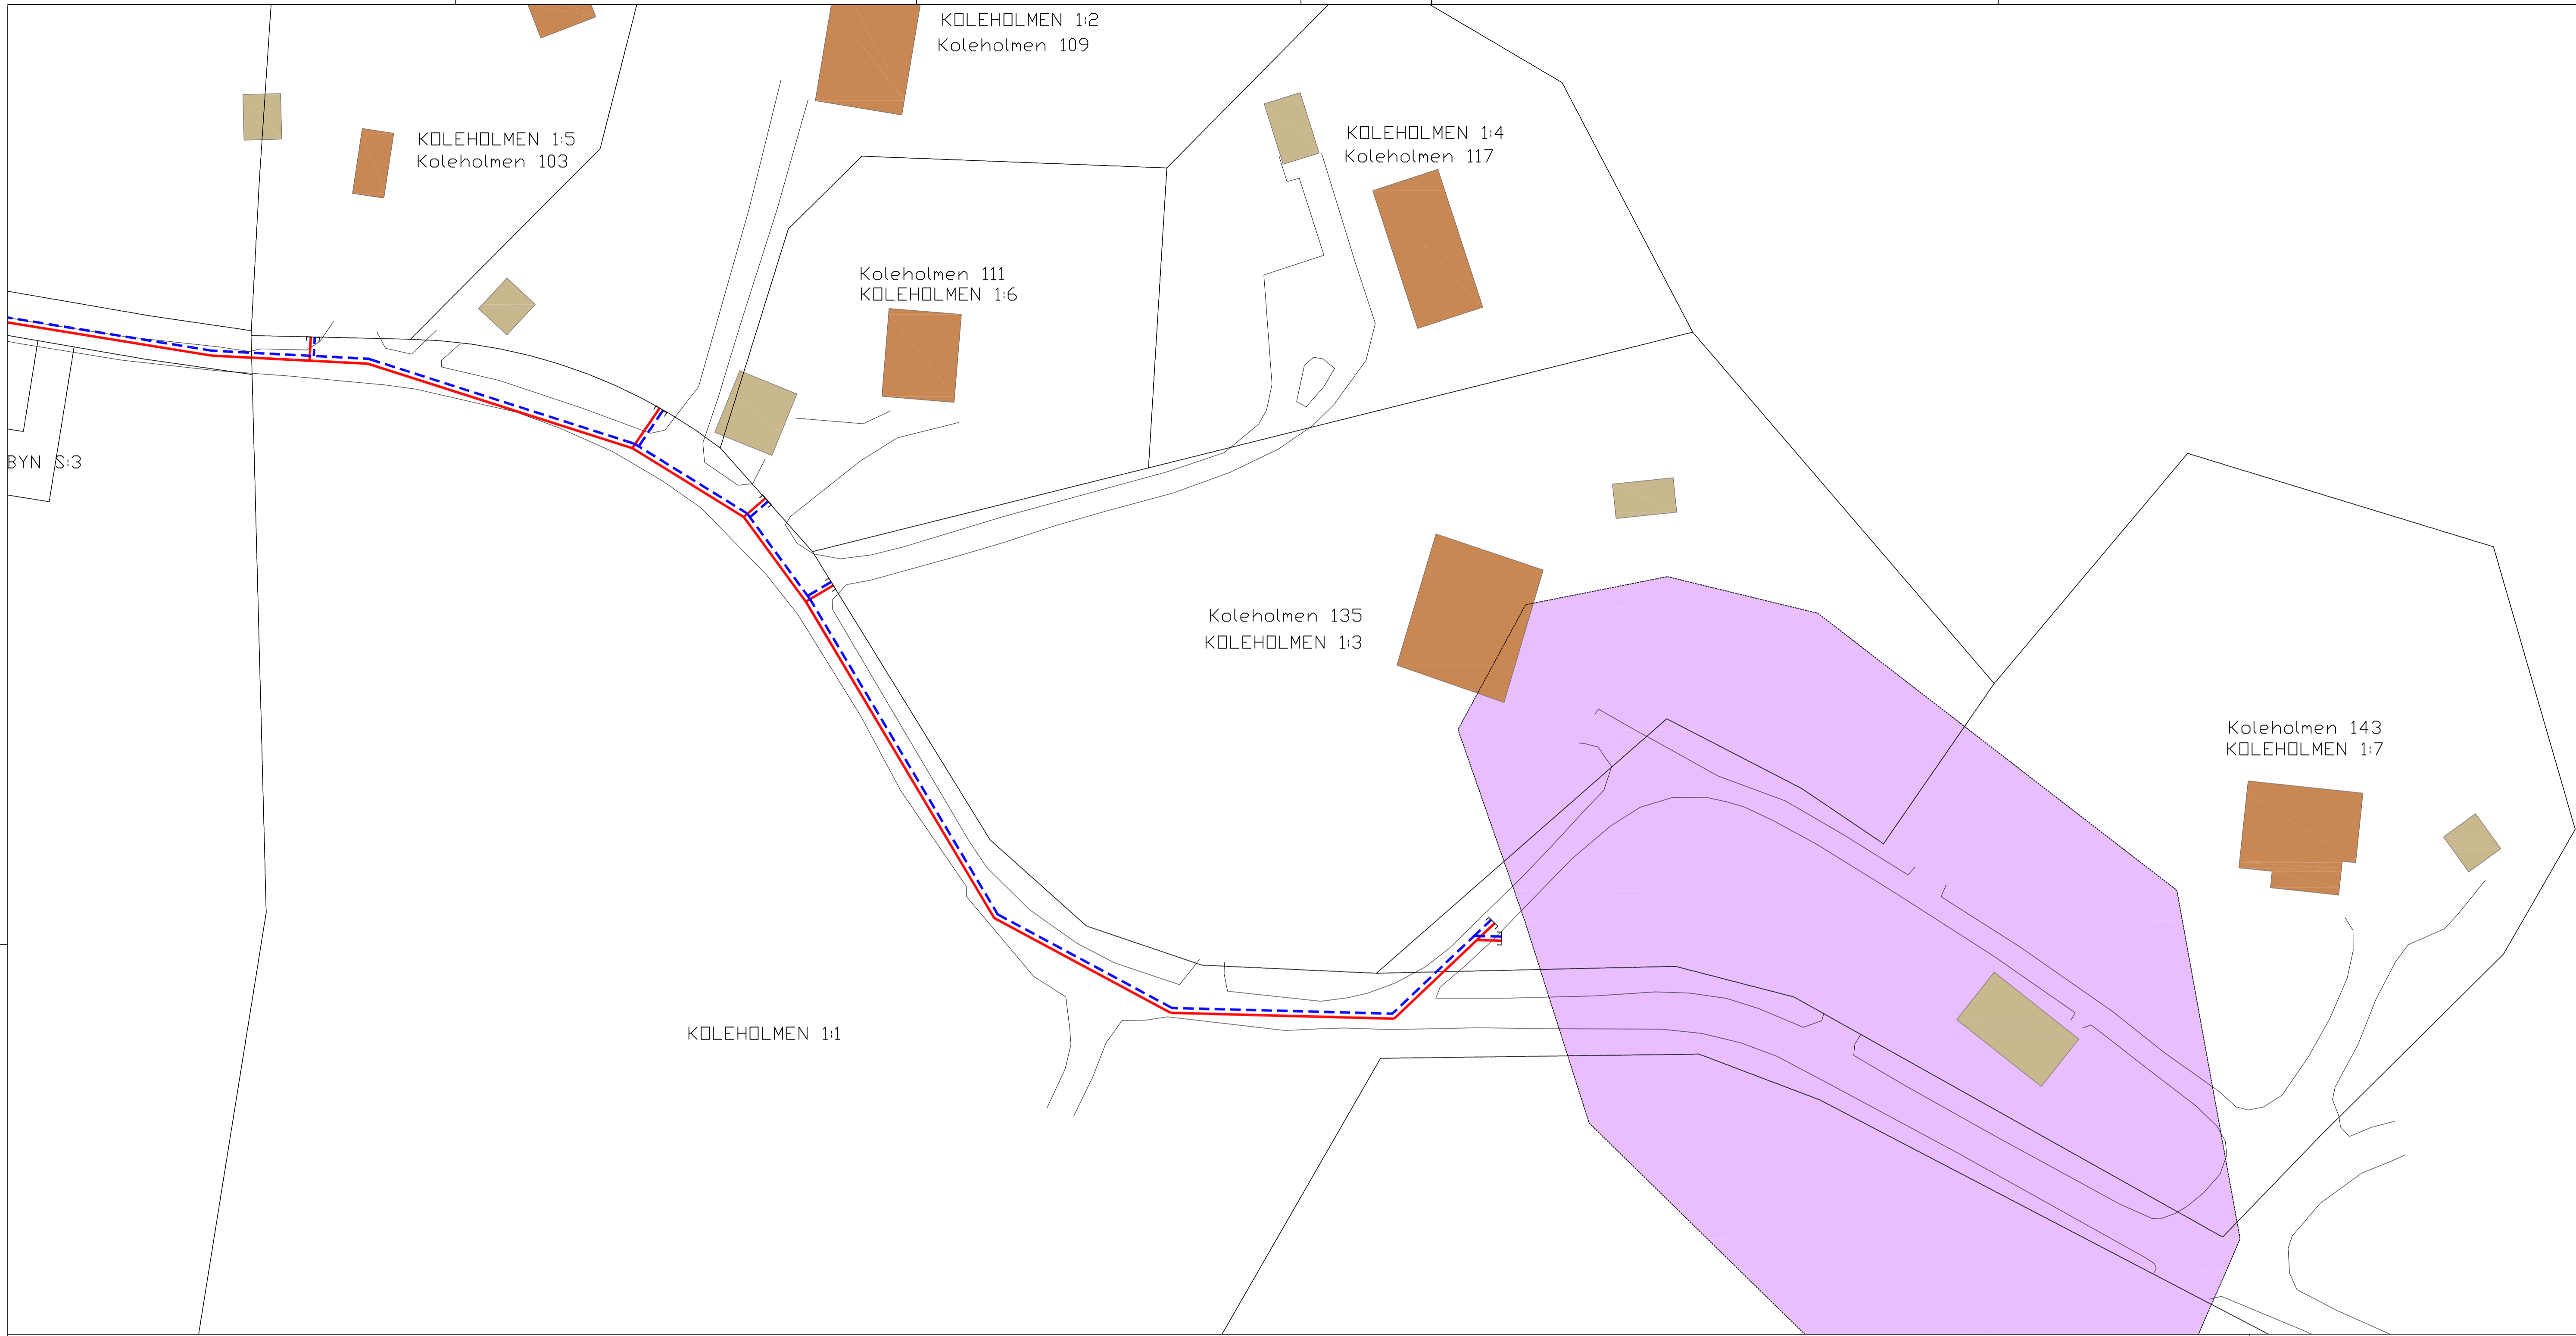 KOLEHOLMEN 1:2
Koleholmen 109
KOLEHOLMEN 1:5
Koleholmen 103
KOLEHOLMEN 1:4
Koleholmen 117
Koleholmen 111
KOLEHOLMEN 1:6
BYN S:3
Koleholmen 135
KOLEHOLMEN 1:3
Koleholmen 143
KOLEHOLMEN 1:7
KOLEHOLMEN 1:1